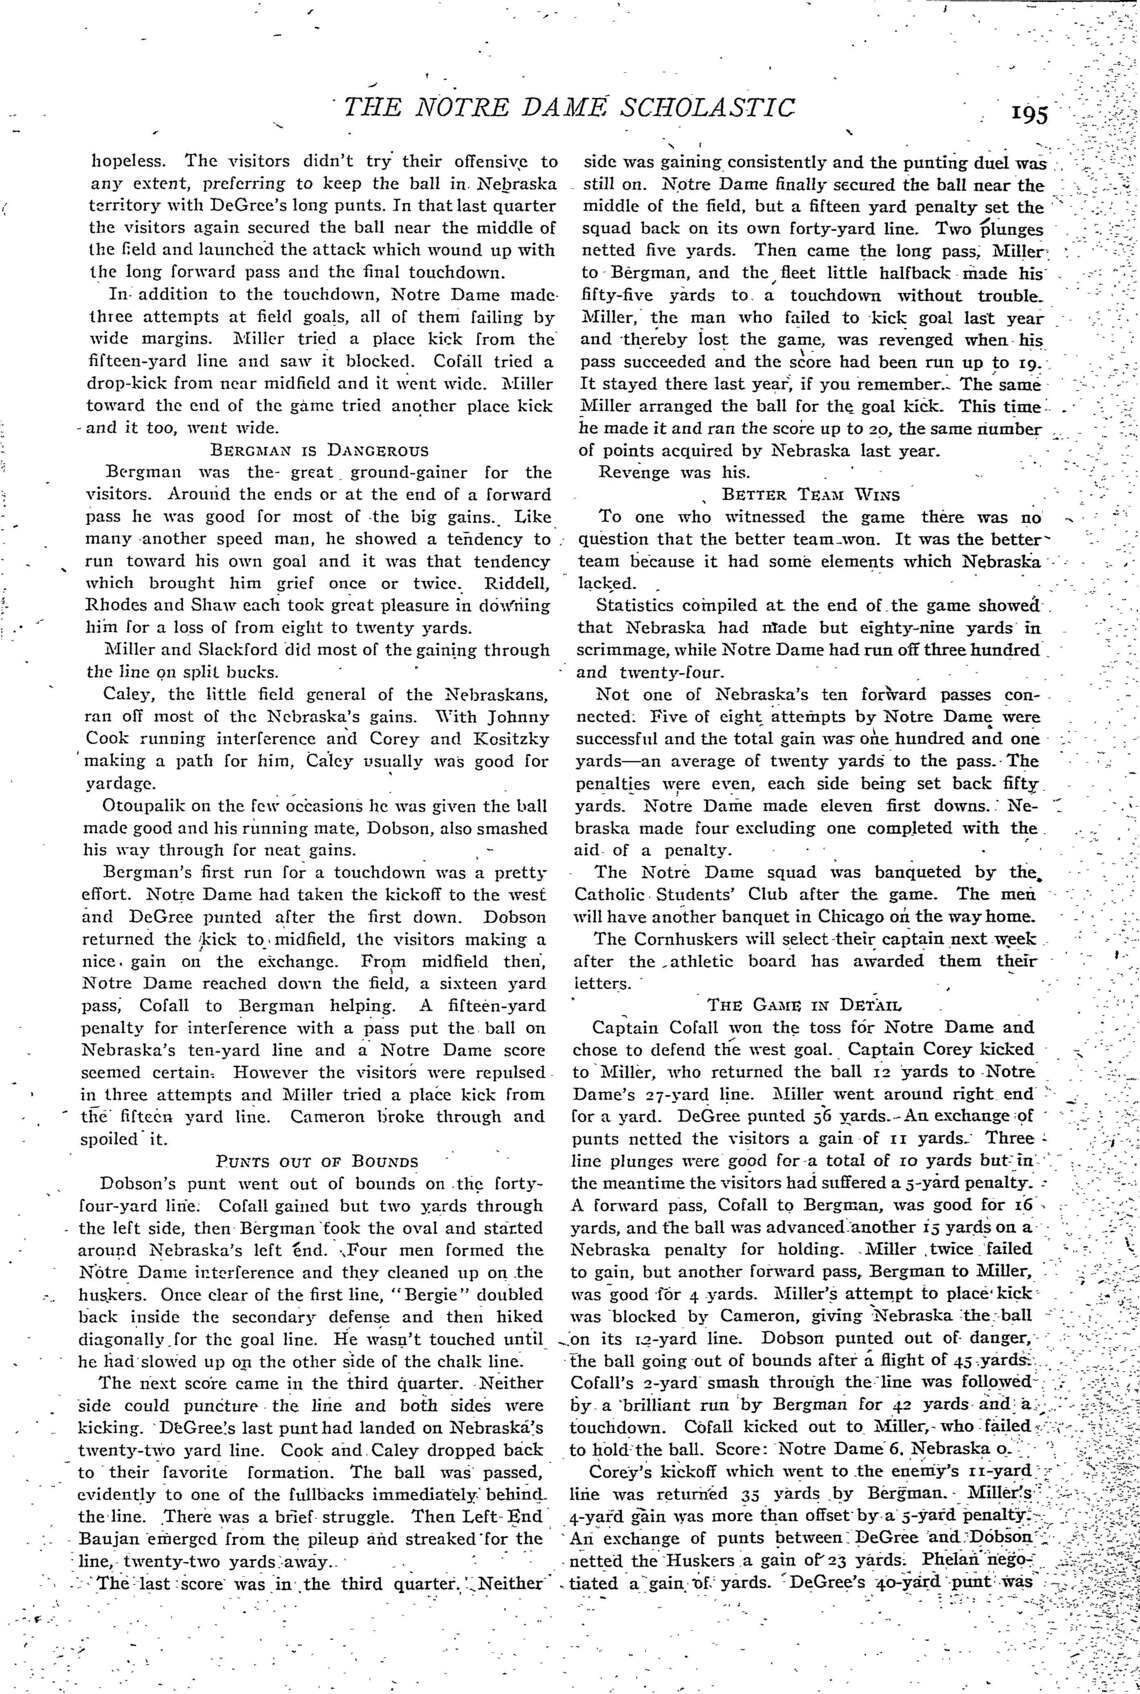 THE NOTRE DAME SCHOLASTIC
195
hopeless. The visitors didn't try their offensive to
any extent, preferring to keep the ball in Nebraska
territory with DeGree's long punts. In that last quarter
the visitors again secured the ball near the middle of
the field and launched the attack which wound up with
the long forward pass and the final touchdown.
In addition to the touchdown, Notre Dame made
three attempts at field goals, all of them failing by
wide margins. Miller tried a place kick from the
fifteen-yard line and saw it blocked. Cofall tried a
drop-kick from near midfield and it went wide. Miller
toward the end of the game tried another place kick
and it too, went wide.
BERGMAN IS DANGEROUS
Bergman was the great ground-gainer for the
visitors. Around the ends or at the end of a forward
pass he was good for most of the big gains. Like
many another speed man, he showed a tendency to
run toward his own goal and it was that tendency
which brought him grief once or twice. Riddell,
Rhodes and Shaw each took great pleasure in downing
him for a loss of from eight to twenty yards.
Miller and Slackford did most of the gaining through
the line on split bucks.
Caley, the little field general of the Nebraskans,
ran off most of the Nebraska's gains. With Johnny
Cook running interference and Corey and Kositzky
making a path for him, Caley usually was good for
yardage.
Otoupalik on the few occasions he was given the ball
made good and his running mate, Dobson, also smashed
his way through for neat gains.
Bergman's first run for a touchdown was a pretty
effort. Notre Dame had taken the kickoff to the west
and DeGree punted after the first down. Dobson
returned the kick to midfield, the visitors making a
nice gain on the exchange. From midfield then,
Notre Dame reached down the field, a sixteen yard
pass, Cofall to Bergman helping. A fifteen-yard
penalty for interference with a pass put the ball on
Nebraska's ten-yard line and a Notre Dame score
seemed certain. However the visitors were repulsed
in three attempts and Miller tried a place kick from
the fifteen yard line. Cameron broke through and
spoiled it.
PUNTS OUT OF BOUNDS
Dobson's punt went out of bounds on the forty-
four-yard line. Cofall gained but two yards through
the left side, then Bergman took the oval and started
around Nebraska's left end. Four men formed the
Notre Dame interference and they cleaned up on the
huskers. Once clear of the first line, "Bergie" doubled
back inside the secondary defense and then hiked
diagonally for the goal line. He wasn't touched until
he had slowed up on the other side of the chalk line.
The next score came in the third quarter. Neither
side could puncture the line and both sides were
kicking. DeGree's last punt had landed on Nebraska's
twenty-two yard line. Cook and Caley dropped back
to their favorite formation. The ball was passed,
evidently to one of the fullbacks immediately behind
the line. There was a brief struggle. Then Left End
Baujan emerged from the pileup and streaked for the
line, twenty-two yards away.
The last score was in the third quarter. Neither
side was gaining consistently and the punting duel was
still on. Notre Dame finally secured the ball near the
middle of the field, but a fifteen yard penalty set the
squad back on its own forty-yard line. Two plunges
netted five yards. Then came the long pass, Miller
to Bergman, and the fleet little halfback made his
fifty-five yards to a touchdown without trouble.
Miller, the man who failed to kick goal last year
and thereby lost the game, was revenged when his
pass succeeded and the score had been run up to 19.
It stayed there last year, if you remember. The same
Miller arranged the ball for the goal kick. This time
he made it and ran the score up to 20, the same number
of points acquired by Nebraska last year.
Revenge was his.
BETTER TEAM WINS
To one who witnessed the game there was no
question that the better team won. It was the better
team because it had some elements which Nebraska
lacked.
Statistics compiled at the end of the game showed
that Nebraska had made but eighty-nine yards in
scrimmage, while Notre Dame had run off three hundred
and twenty-four.
Not one of Nebraska's ten forward passes con-
nected. Five of eight attempts by Notre Dame were
successful and the total gain was one hundred and one
yards—an average of twenty yards to the pass. The
penalties were even, each side being set back fifty
yards. Notre Dame made eleven first downs. Ne-
braska made four excluding one completed with the
aid of a penalty.
The Notre Dame squad was banqueted by the
Catholic Students' Club after the game. The men
will have another banquet in Chicago on the way home.
The Cornhuskers will select their captain next week
after the athletic board has awarded them their
letters.
THE GAME IN DETAIL
Captain Cofall won the toss for Notre Dame and
chose to defend the west goal. Captain Corey kicked
to Miller, who returned the ball 12 yards to Notre
Dame's 27-yard line. Miller went around right end
for a yard. DeGree punted 56 yards. An exchange of
punts netted the visitors a gain of 11 yards. Three
line plunges were good for a total of 10 yards but in
the meantime the visitors had suffered a 5-yard penalty.
A forward pass, Cofall to Bergman, was good for 16
yards, and the ball was advanced another 15 yards on a
Nebraska penalty for holding. Miller twice failed
to gain, but another forward pass, Bergman to Miller,
was good for 4 yards. Miller's attempt to place kick
was blocked by Cameron, giving Nebraska the ball
on its 12-yard line. Dobson punted out of danger,
the ball going out of bounds after a flight of 45 yards.
Cofall's 2-yard smash through the line was followed
by a brilliant run by Bergman for 42 yards and a
touchdown. Cofall kicked out to Miller, who failed
to hold the ball. Score: Notre Dame 6, Nebraska 0.
Corey's kickoff which went to the enemy's 11-yard
line was returned 35 yards by Bergman. Miller's
4-yard gain was more than offset by a 5-yard penalty.
An exchange of punts between DeGree and Dobson
netted the Huskers a gain of 23 yards. Phelan nego-
tiated a gain of yards. DeGree's 40-yard punt was